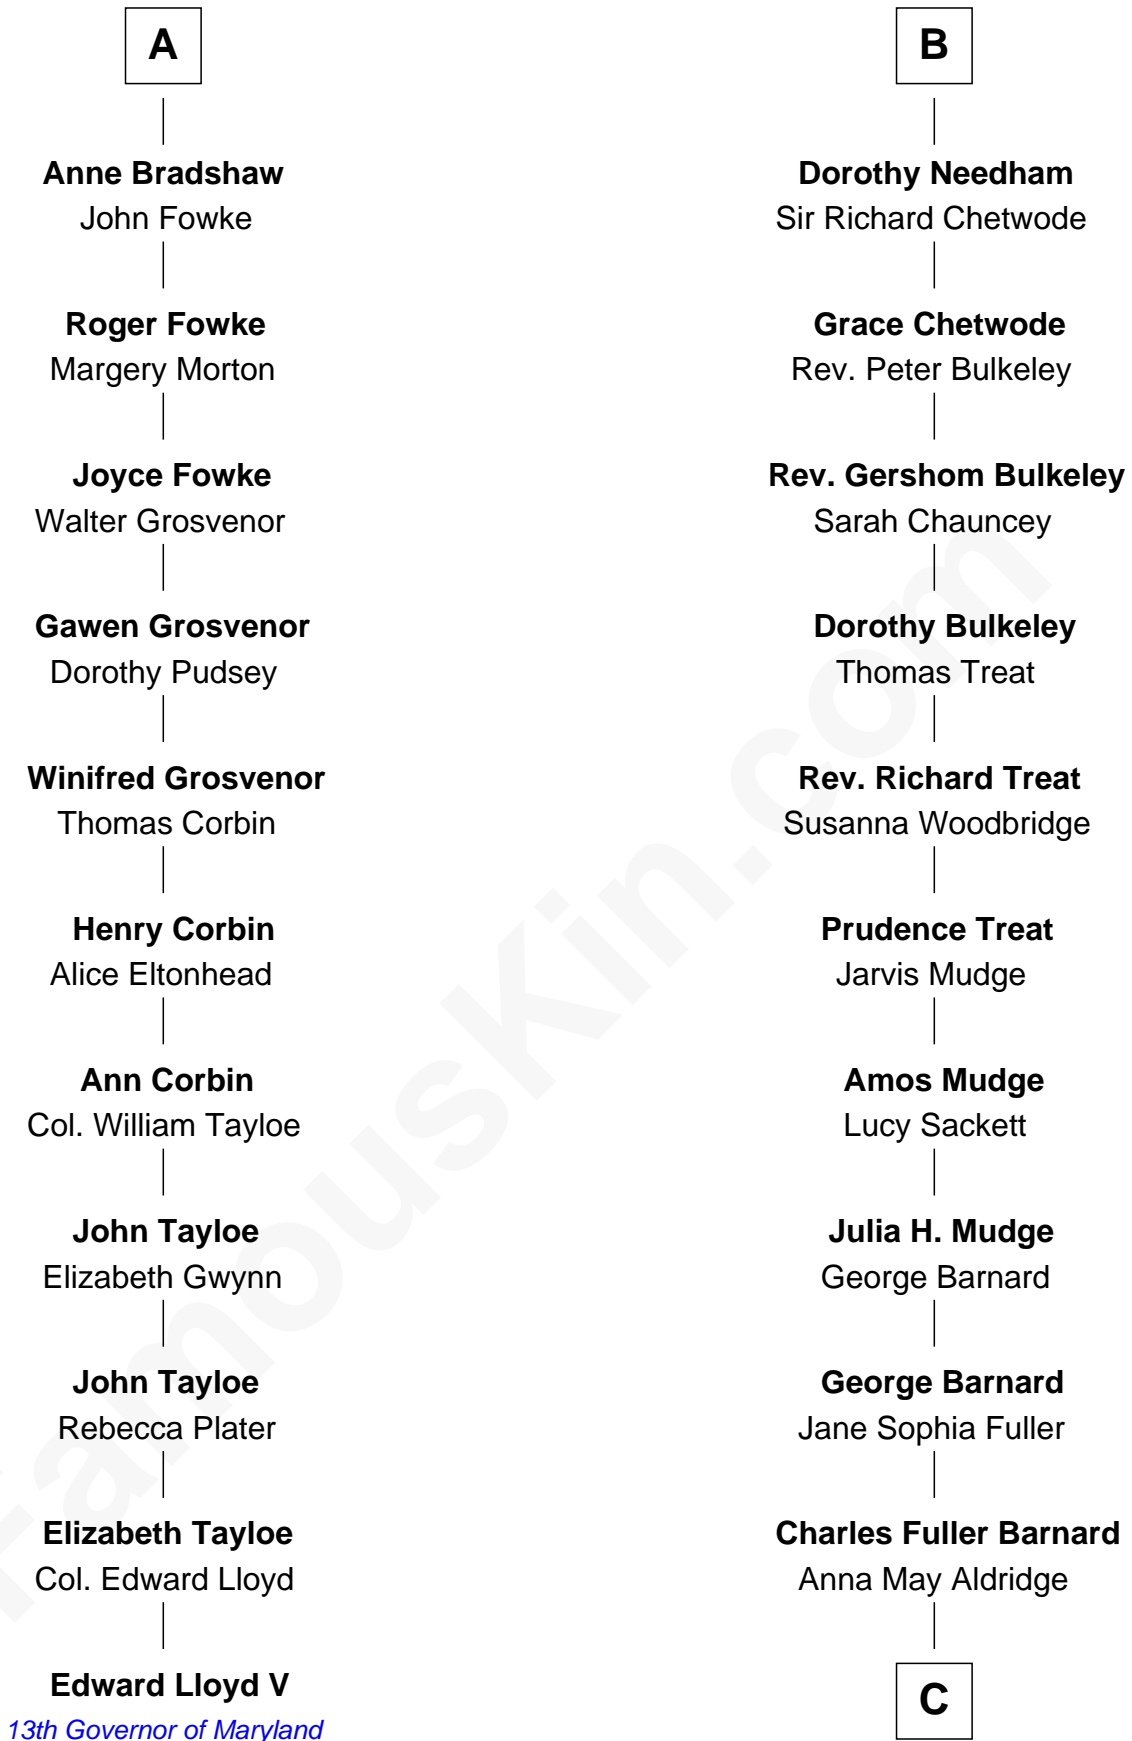 A
Anne Bradshaw
John Fowke
Roger Fowke
Margery Morton
Joyce Fowke
Walter Grosvenor
Gawen Grosvenor
Dorothy Pudsey
Winifred Grosvenor
Thomas Corbin
Henry Corbin
Alice Eltonhead
Ann Corbin
Col. William Tayloe
John Tayloe
Elizabeth Gwynn
John Tayloe
Rebecca Plater
Elizabeth Tayloe
Col. Edward Lloyd
Edward Lloyd V
13th Governor of Maryland
B
Dorothy Needham
Sir Richard Chetwode
Grace Chetwode
Rev. Peter Bulkeley
Rev. Gershom Bulkeley
Sarah Chauncey
Dorothy Bulkeley
Thomas Treat
Rev. Richard Treat
Susanna Woodbridge
Prudence Treat
Jarvis Mudge
Amos Mudge
Lucy Sackett
Julia H. Mudge
George Barnard
George Barnard
Jane Sophia Fuller
Charles Fuller Barnard
Anna May Aldridge
C
FamousKin.com